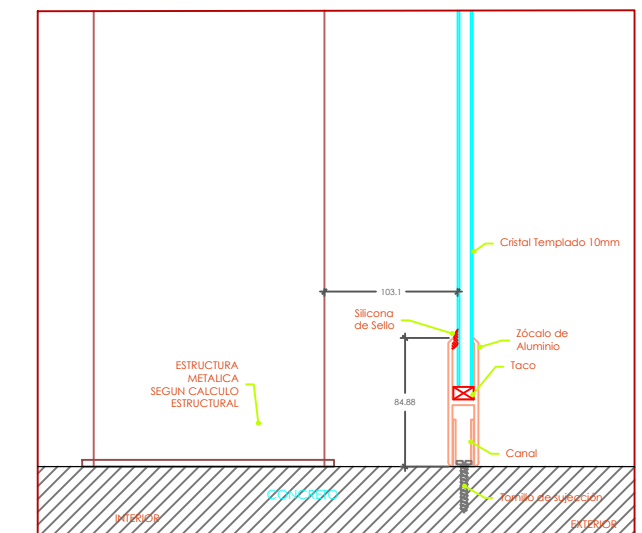 Cristal Templado 10mm
103.1
Silicona
de Sello
Zócalo de
Aluminio
ESTRUCTURA
METALICA
SEGUN CALCULO
ESTRUCTURAL
Taco
84.88
Canal
CONCRETO
Tornillo de sujección
INTERIOR
EXTERIOR